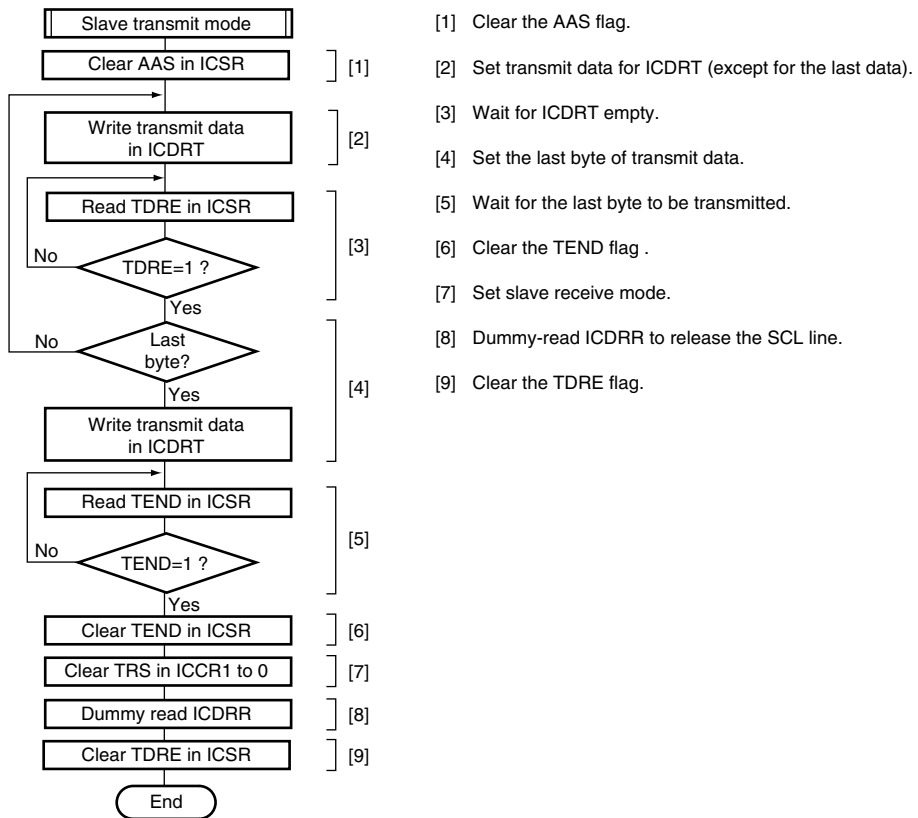 Slave transmit mode
Clear AAS in ICSR
[1]
Write transmit data
in ICDRT
[2]
Read TDRE in ICSR
No
TDRE=1 ?
[3]
Yes
No
Last
byte?
[4]
Yes
Write transmit data
in ICDRT
Read TEND in ICSR
No
TEND=1 ?
[5]
Yes
Clear TEND in ICSR
[6]
Clear TRS in ICCR1 to 0
[7]
Dummy read ICDRR
[8]
Clear TDRE in ICSR
[9]
End
[1] Clear the AAS flag.
[2] Set transmit data for ICDRT (except for the last data).
[3] Wait for ICDRT empty.
[4] Set the last byte of transmit data.
[5] Wait for the last byte to be transmitted.
[6] Clear the TEND flag .
[7] Set slave receive mode.
[8] Dummy-read ICDRR to release the SCL line.
[9] Clear the TDRE flag.